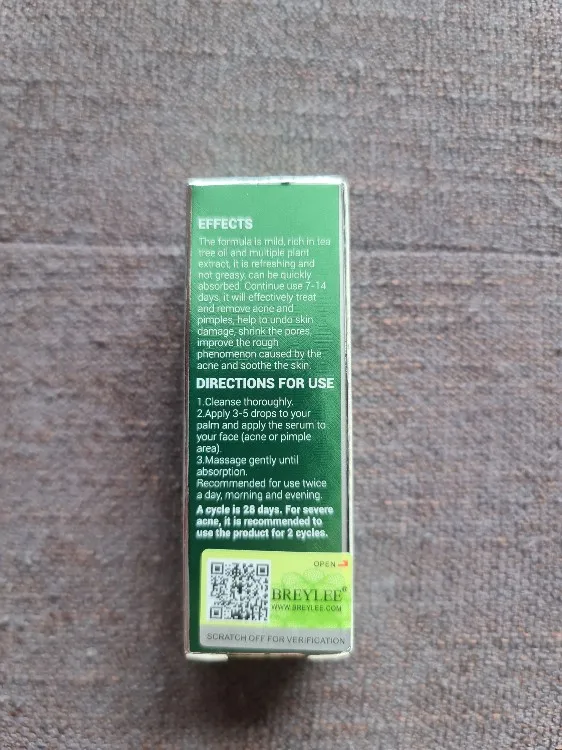 EFFECTS
The formula is mild, rich in tea
tree oil and multiple plant
extract, it is refreshing and
not greasy, can be quickly
absorbed. Continue use 7-14
days, it will effectively treat
and remove acne and
pimples, help to undo skin
damage, shrink the pores,
improve the rough
phenomenon caused by the
acne and soothe the skin.
DIRECTIONS FOR USE
1.Cleanse thoroughly.
2.Apply 3-5 drops to your
palm and apply the serum to
your face (acne or pimple
area).
3.Massage gently until
absorption.
Recommended for use twice
a day, morning and evening.
A cycle is 28 days. For severe
acne, it is recommended to
use the product for 2 cycles.
OPEN
BREYLEE®
WWW.BREYLEE.COM
SCRATCH OFF FOR VERIFICATION